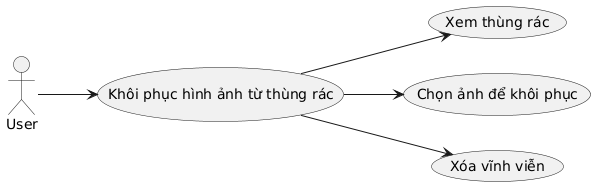 Xem thùng rác
Khôi phục hình ảnh từ thùng rác
Chọn ảnh để khôi phục
User
Xóa vĩnh viễn